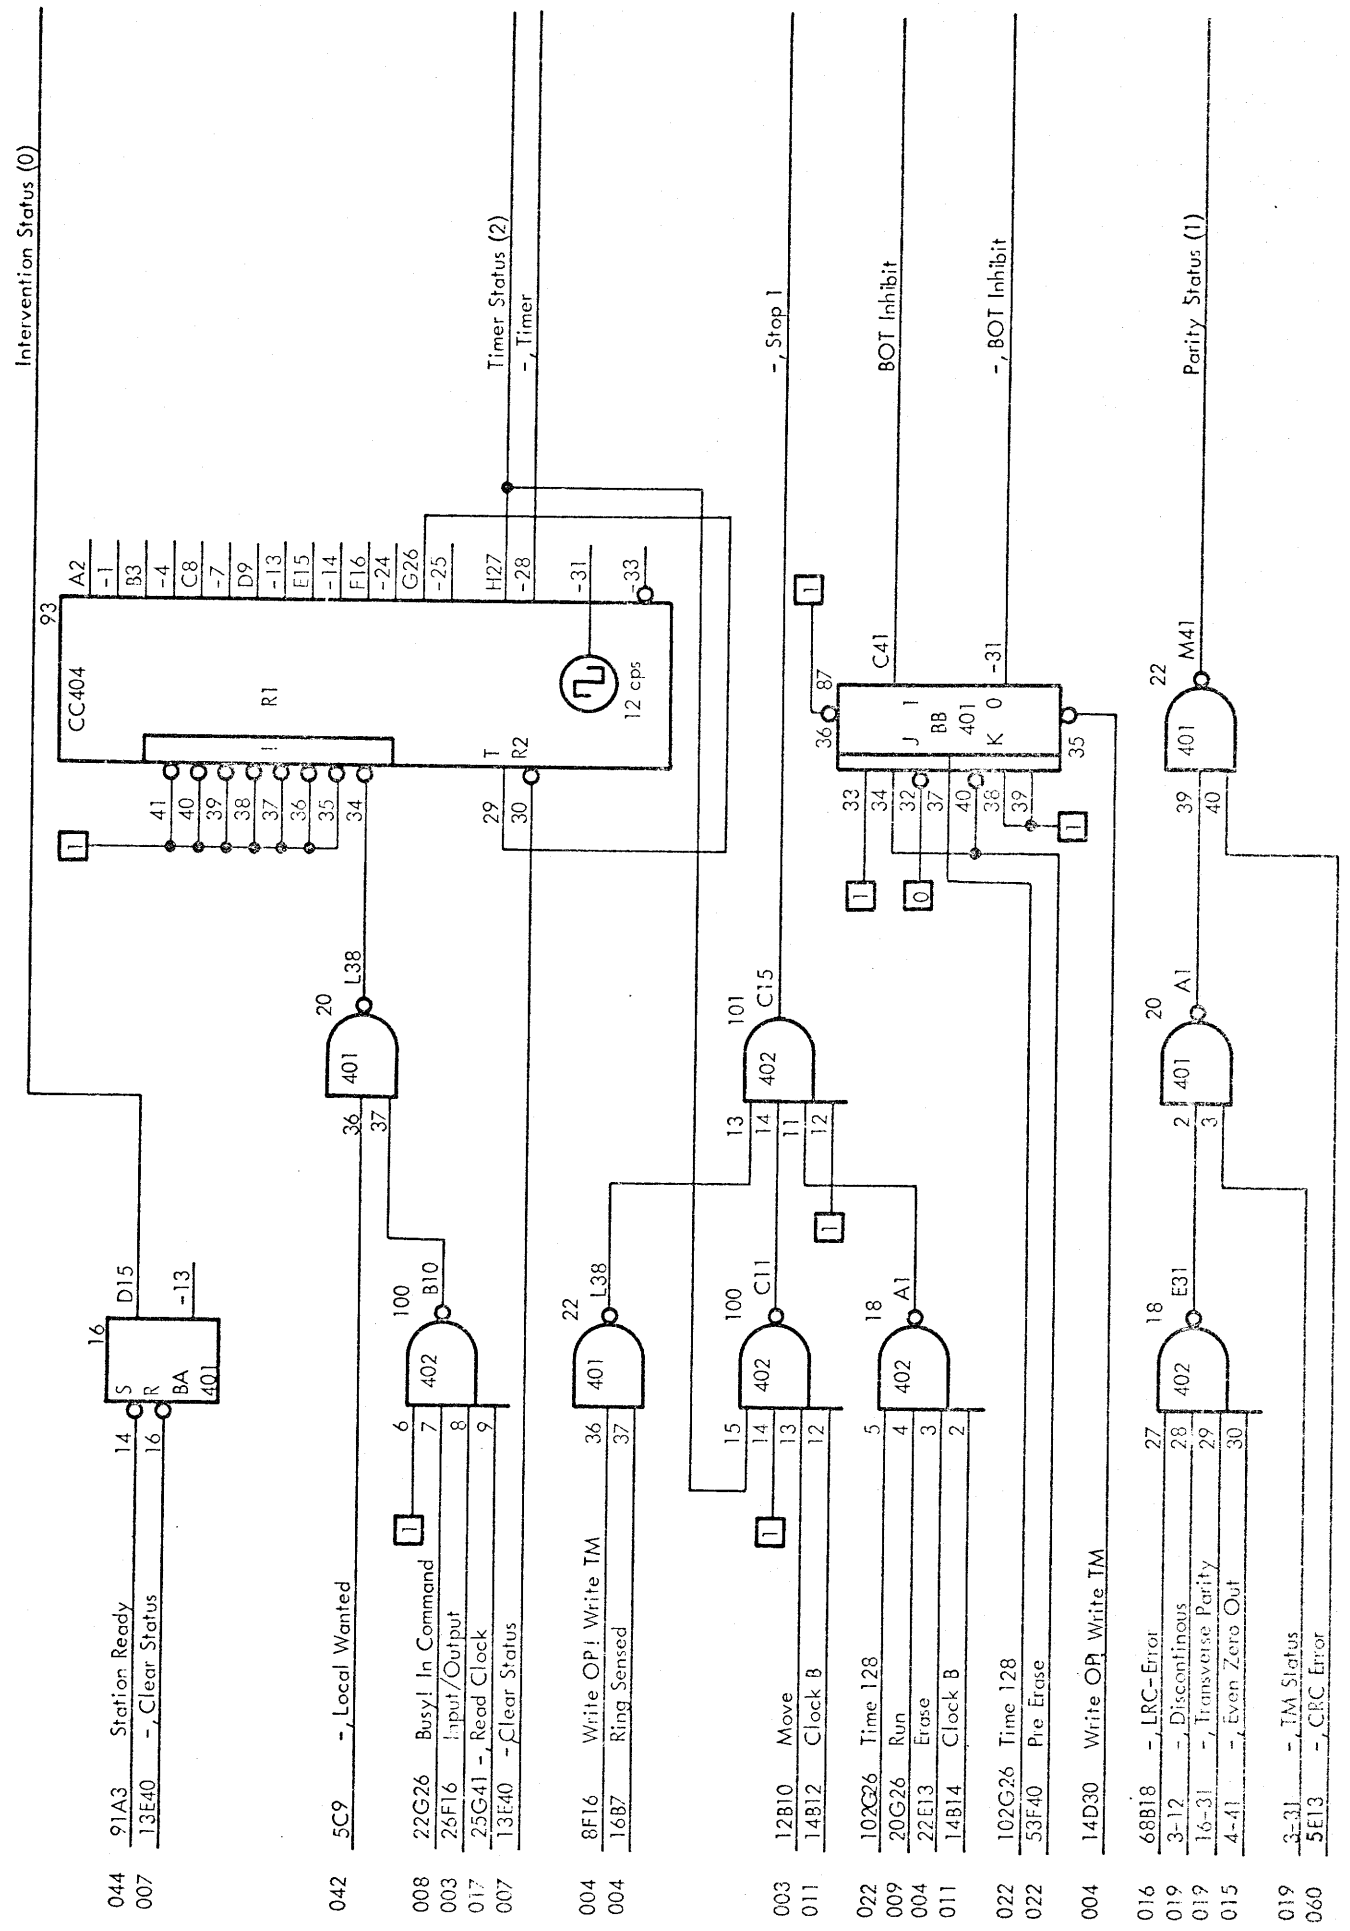 Intervention Status (0)
044 91A3 Station Ready
007 13E40 -, Clear Status
14
16
16
S
R
BA
401
D15
-13
042 5C9 -, Local Wanted
008 22G26 Busy! In Command
003 26F16 Input/Output
017 25G41 -, Read Clock
007 13E40 -, Clear Status
1
6
7
8
9
402
100
B10
36
37
401
20
L38
1
41
40
39
38
37
36
35
34
29
30
93
CC404
R1
!
T
R2
12 cps
A2
-1
B3
-4
C8
-7
D9
-13
E15
-14
F16
-24
G26
-25
H27
-28
-31
-33
Timer Status (2)
-, Timer
004 8F16 Write OP! Write TM
004 16B7 Ring Sensed
36
37
401
22
L38
003 12B10 Move
011 14B12 Clock B
1
15
14
13
12
402
100
C11
022 102G26 Time 128
009 20G26 Run
004 22E13 Erase
011 14B14 Clock B
5
4
3
2
402
18
A1
1
13
14
11
12
402
101
C15
-, Stop 1
022 102G26 Time 128
022 53F40 Pre Erase
004 14D30 Write OP! Write TM
1
0
1
1
33
34
32
37
40
38
39
36
87
35
J
1
BB
401
K
0
C41
-31
BOT Inhibit
-, BOT Inhibit
016 68B18 -, LRC-Error
019 3-12 -, Discontinous
019 16-31 -, Transverse Parity
015 4-41 -, Even Zero Out
27
28
29
30
402
18
E31
019 3-31 -, TM Status
060 5E13 -, CRC Error
2
3
401
20
A1
39
40
401
22
M41
Parity Status (1)